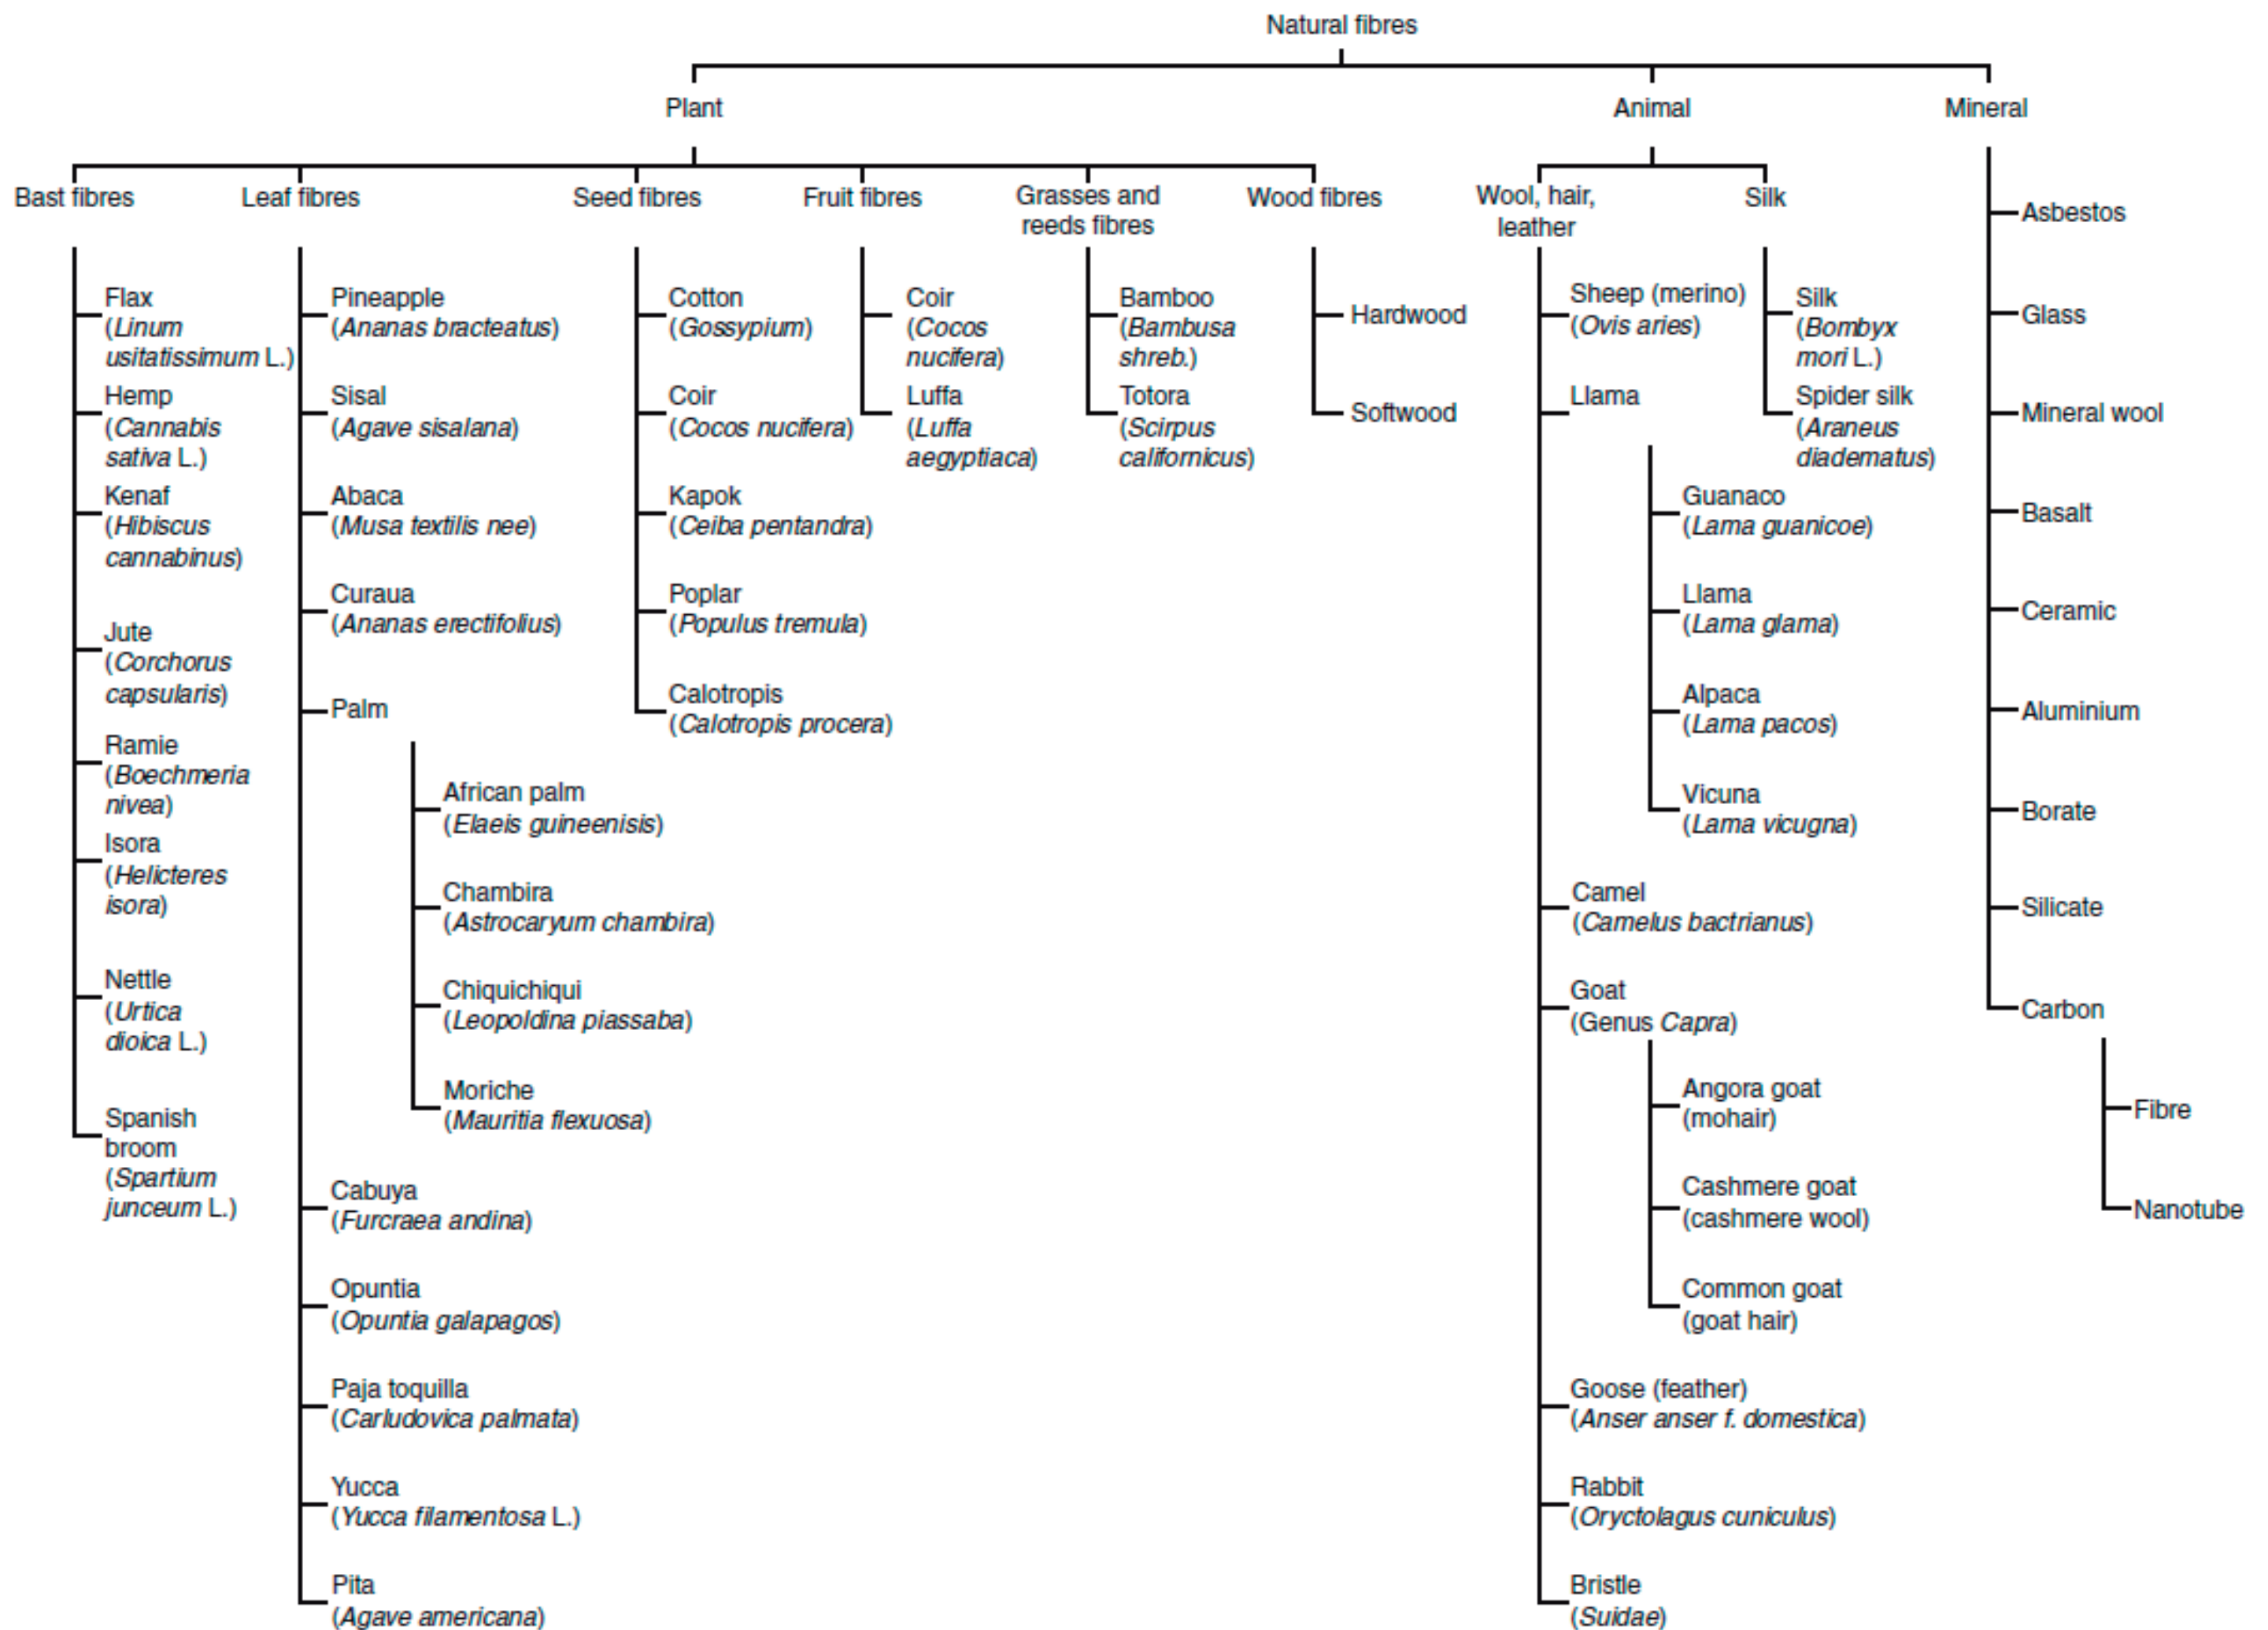 Natural fibres
Plant
Animal
Mineral
Bast fibres
Flax
(Linum
usitatissimum L.)
Hemp
(Cannabis
sativa L.)
Kenaf
(Hibiscus
cannabinus)
Jute
(Corchorus
capsularis)
Ramie
(Boechmeria
nivea)
Isora
(Helicteres
isora)
Nettle
(Urtica
dioica L.)
Spanish
broom
(Spartium
junceum L.)
Leaf fibres
Pineapple
(Ananas bracteatus)
Sisal
(Agave sisalana)
Abaca
(Musa textilis nee)
Curaua
(Ananas erectifolius)
Palm
African palm
(Elaeis guineenisis)
Chambira
(Astrocaryum chambira)
Chiquichiqui
(Leopoldina piassaba)
Moriche
(Mauritia flexuosa)
Cabuya
(Furcraea andina)
Opuntia
(Opuntia galapagos)
Paja toquilla
(Carludovica palmata)
Yucca
(Yucca filamentosa L.)
Pita
(Agave americana)
Seed fibres
Cotton
(Gossypium)
Coir
(Cocos nucifera)
Kapok
(Ceiba pentandra)
Poplar
(Populus tremula)
Calotropis
(Calotropis procera)
Fruit fibres
Coir
(Cocos
nucifera)
Luffa
(Luffa
aegyptiaca)
Grasses and
reeds fibres
Bamboo
(Bambusa
shreb.)
Totora
(Scirpus
californicus)
Wood fibres
Hardwood
Softwood
Wool, hair,
leather
Sheep (merino)
(Ovis aries)
Llama
Guanaco
(Lama guanicoe)
Llama
(Lama glama)
Alpaca
(Lama pacos)
Vicuna
(Lama vicugna)
Camel
(Camelus bactrianus)
Goat
(Genus Capra)
Angora goat
(mohair)
Cashmere goat
(cashmere wool)
Common goat
(goat hair)
Goose (feather)
(Anser anser f. domestica)
Rabbit
(Oryctolagus cuniculus)
Bristle
(Suidae)
Silk
Silk
(Bombyx
mori L.)
Spider silk
(Araneus
diadematus)
Asbestos
Glass
Mineral wool
Basalt
Ceramic
Aluminium
Borate
Silicate
Carbon
Fibre
Nanotube